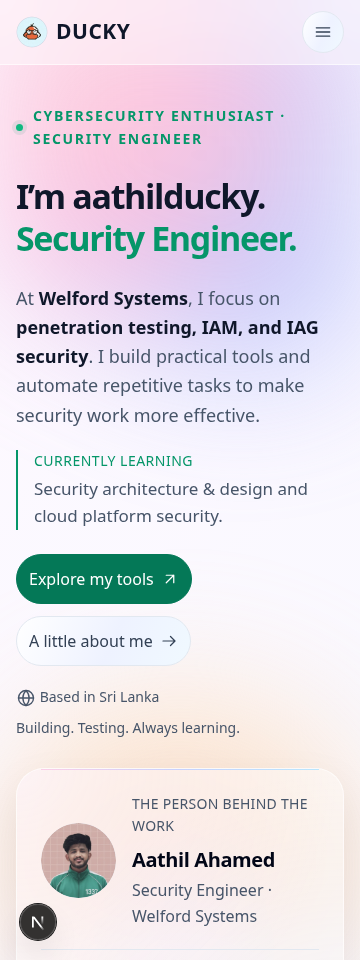 DUCKY
CYBERSECURITY ENTHUSIAST ·
SECURITY ENGINEER
I’m aathilducky.
Security Engineer.
At Welford Systems, I focus on
penetration testing, IAM, and IAG
security. I build practical tools and
automate repetitive tasks to make
security work more effective.
CURRENTLY LEARNING
Security architecture & design and
cloud platform security.
Explore my tools
A little about me
Based in Sri Lanka
Building. Testing. Always learning.
THE PERSON BEHIND THE
WORK
Aathil Ahamed
Security Engineer ·
Welford Systems
1337
N